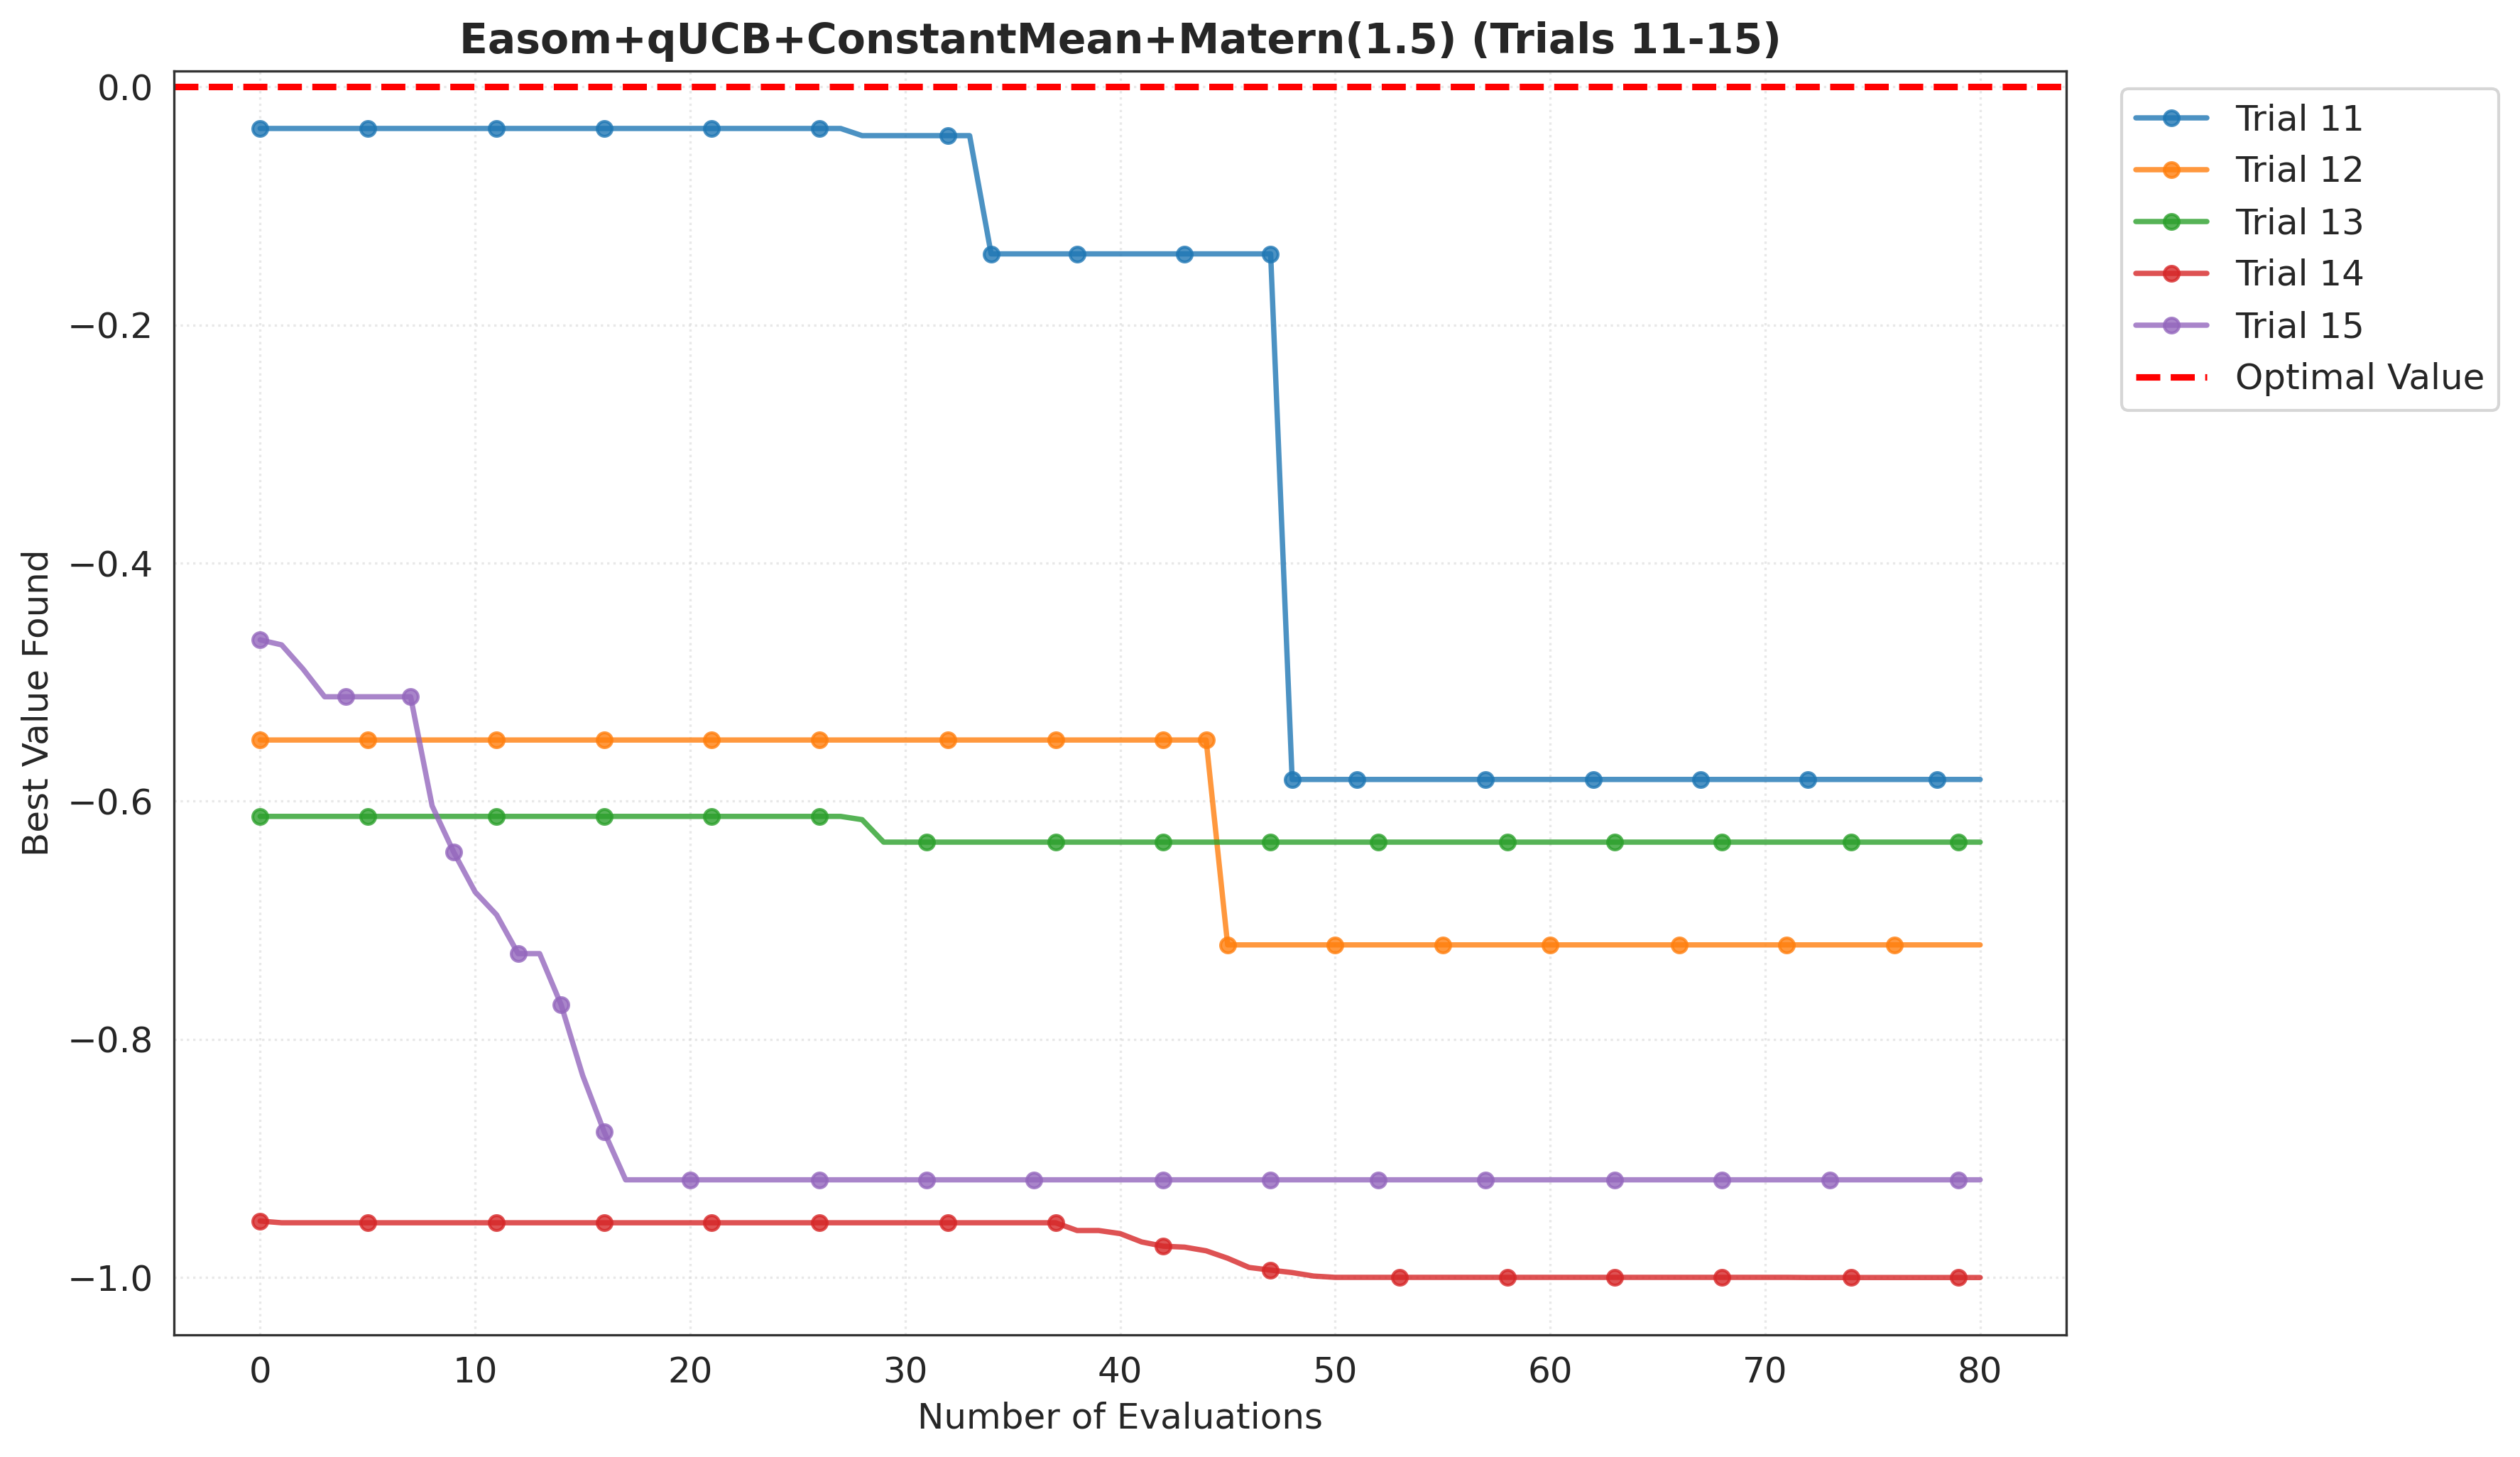 Easom+qUCB+ConstantMean+Matern(1.5) (Trials 11-15)
0.0
−0.2
−0.4
−0.6
−0.8
−1.0
Best Value Found
0 10 20 30 40 50 60 70 80
Number of Evaluations
Trial 11
Trial 12
Trial 13
Trial 14
Trial 15
Optimal Value